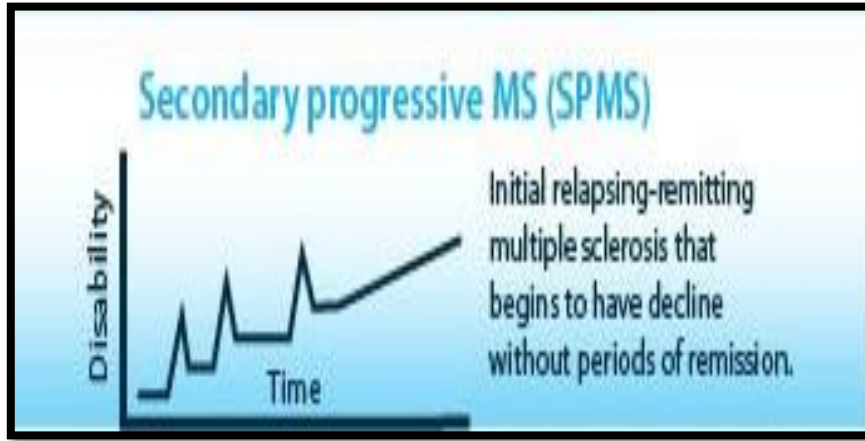 Secondary progressive MS (SPMS)
Disability
Time
Initial relapsing-remitting
multiple sclerosis that
begins to have decline
without periods of remission.